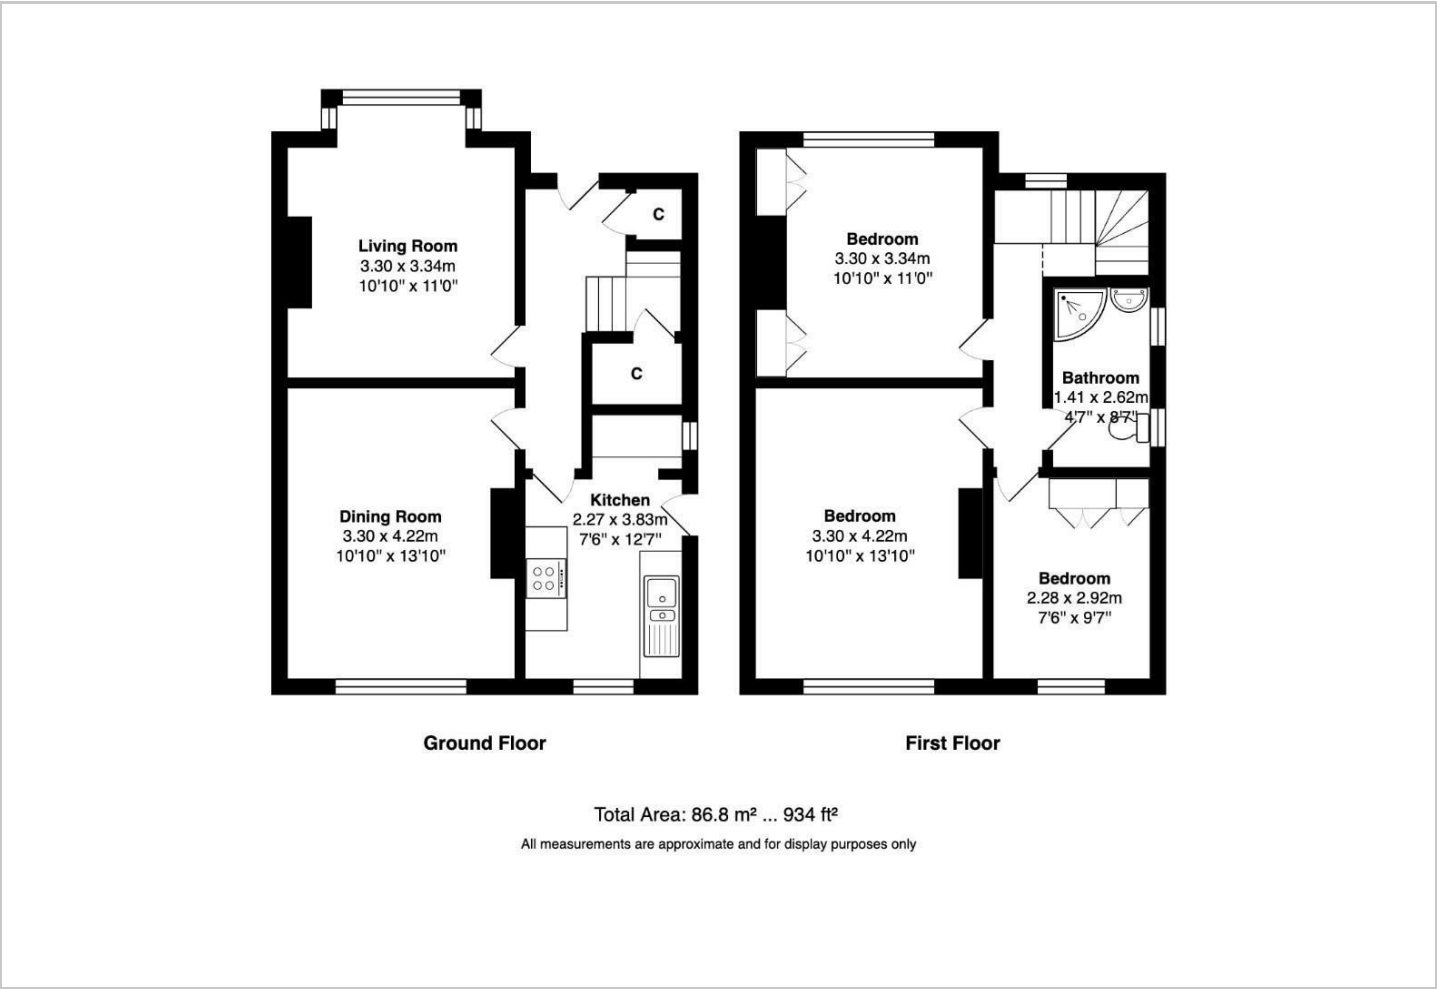 Living Room
3.30 x 3.34m
10'10" x 11'0"
C
C
Dining Room
3.30 x 4.22m
10'10" x 13'10"
Kitchen
2.27 x 3.83m
7'6" x 12'7"
Bedroom
3.30 x 3.34m
10'10" x 11'0"
Bathroom
1.41 x 2.62m
4'7" x 8'7"
Bedroom
3.30 x 4.22m
10'10" x 13'10"
Bedroom
2.28 x 2.92m
7'6" x 9'7"
Ground Floor
First Floor
Total Area: 86.8 m² ... 934 ft²
All measurements are approximate and for display purposes only